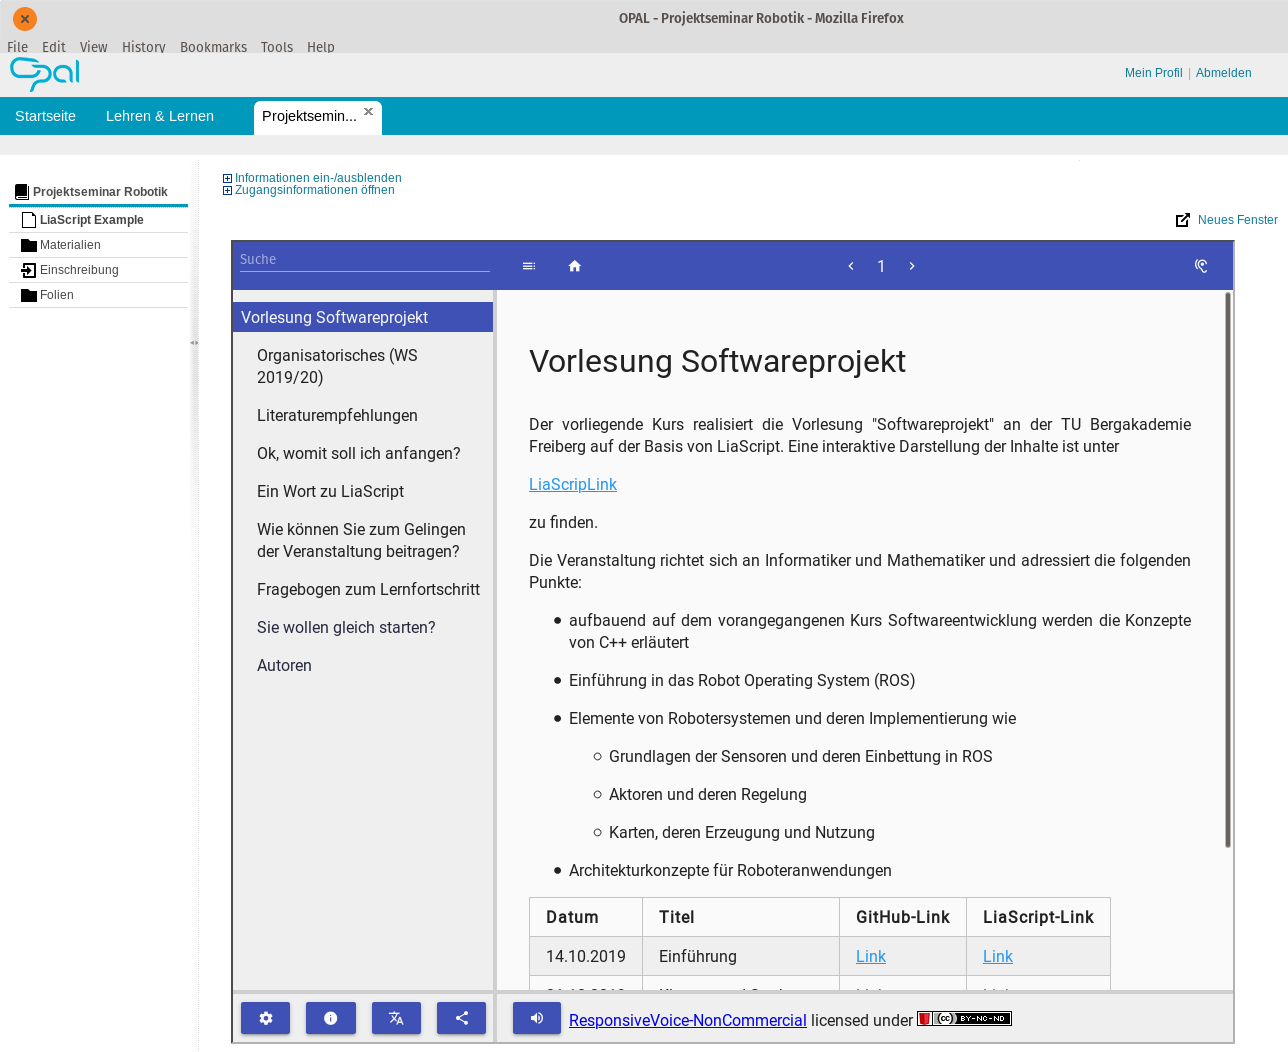 OPAL - Projektseminar Robotik - Mozilla Firefox
File Edit View History Bookmarks Tools Help
Opal
Mein Profil | Abmelden
Startseite Lehren & Lernen Projektsemin...
Projektseminar Robotik
LiaScript Example
Materialien
Einschreibung
Folien
Informationen ein-/ausblenden
Zugangsinformationen öffnen
Neues Fenster
Suche
1
Vorlesung Softwareprojekt
Organisatorisches (WS
2019/20)
Literaturempfehlungen
Ok, womit soll ich anfangen?
Ein Wort zu LiaScript
Wie können Sie zum Gelingen
der Veranstaltung beitragen?
Fragebogen zum Lernfortschritt
Sie wollen gleich starten?
Autoren
Vorlesung Softwareprojekt
Der vorliegende Kurs realisiert die Vorlesung "Softwareprojekt" an der TU Bergakademie
Freiberg auf der Basis von LiaScript. Eine interaktive Darstellung der Inhalte ist unter
LiaScripLink
zu finden.
Die Veranstaltung richtet sich an Informatiker und Mathematiker und adressiert die folgenden
Punkte:
aufbauend auf dem vorangegangenen Kurs Softwareentwicklung werden die Konzepte
von C++ erläutert
Einführung in das Robot Operating System (ROS)
Elemente von Robotersystemen und deren Implementierung wie
Grundlagen der Sensoren und deren Einbettung in ROS
Aktoren und deren Regelung
Karten, deren Erzeugung und Nutzung
Architekturkonzepte für Roboteranwendungen
Datum Titel GitHub-Link LiaScript-Link
14.10.2019 Einführung Link Link
ResponsiveVoice-NonCommercial licensed under
(cc) BY-NC-ND